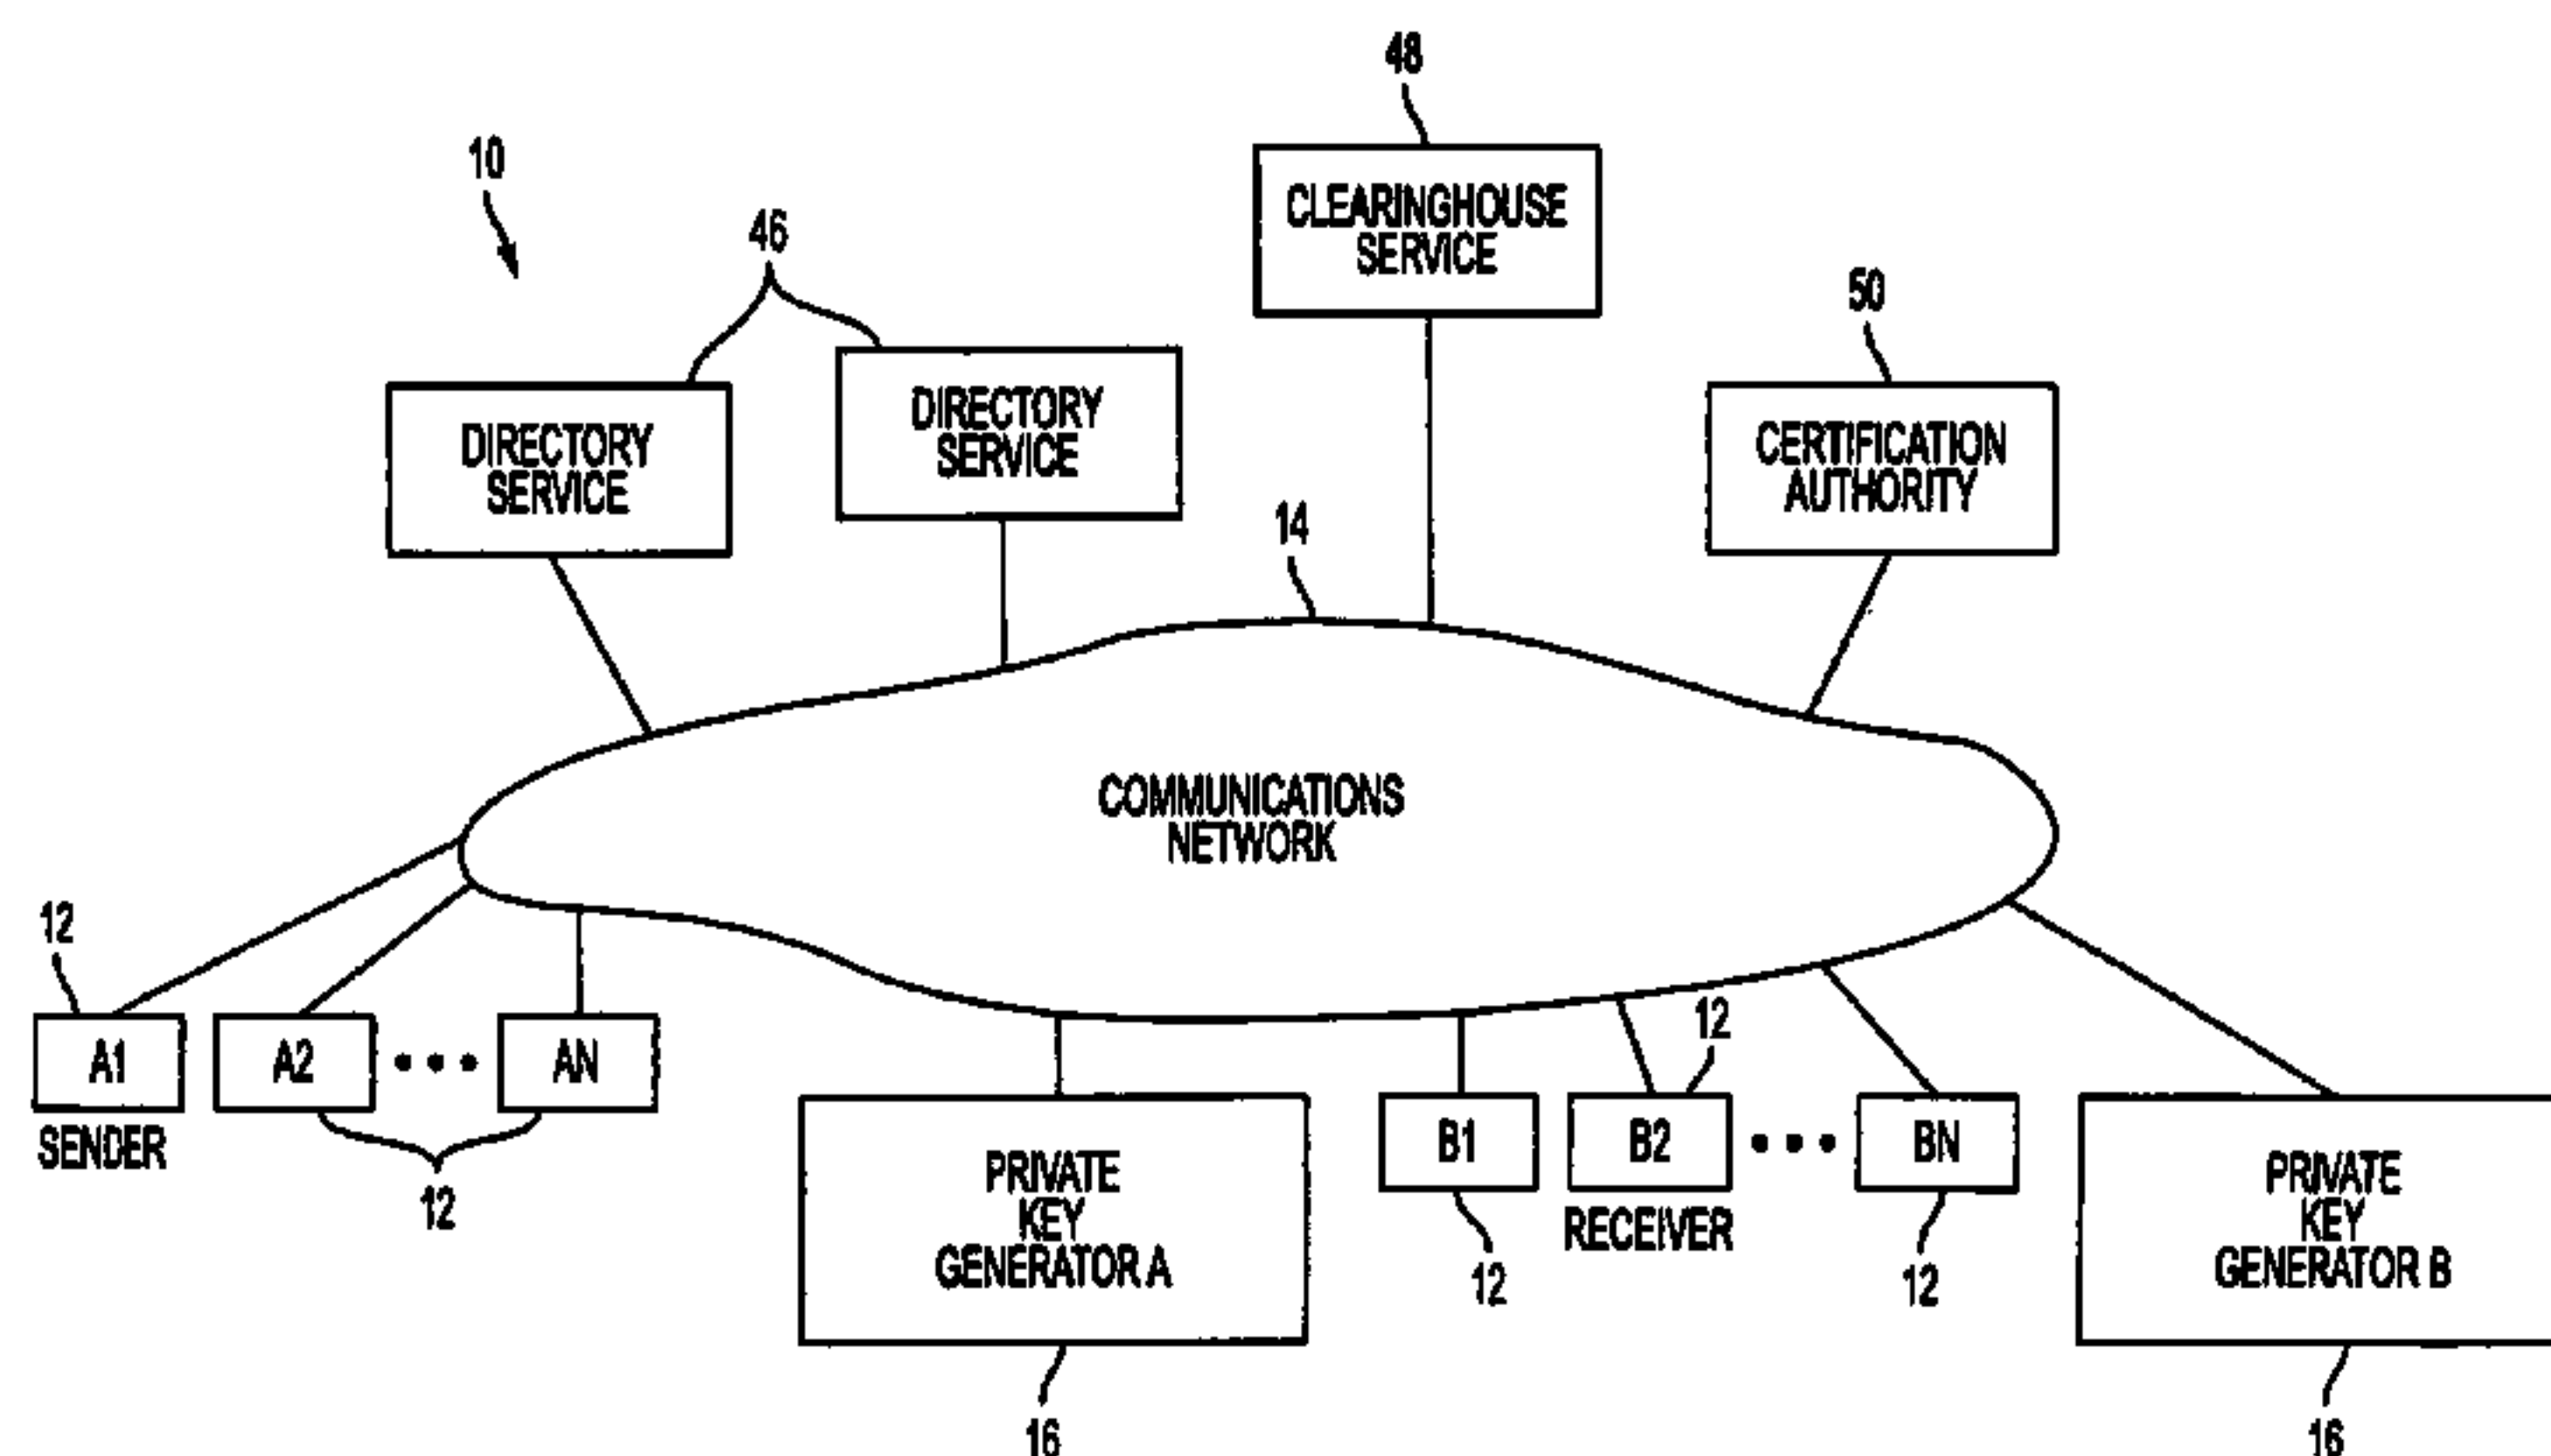 48
10
46
CLEARINGHOUSE
SERVICE
50
DIRECTORY
SERVICE
DIRECTORY
SERVICE
CERTIFICATION
AUTHORITY
14
COMMUNICATIONS
NETWORK
12
A1
A2
AN
SENDER
12
PRIVATE
KEY
GENERATOR A
16
12
B1
B2
BN
RECEIVER
12
12
PRIVATE
KEY
GENERATOR B
16